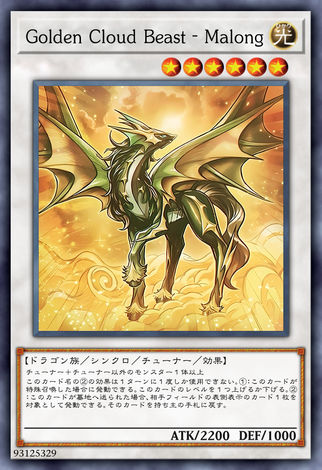 Golden Cloud Beast - Malong
光
【ドラゴン族／シンクロ／チューナー／効果】
チューナー＋チューナー以外のモンスター１体以上
このカード名の②の効果は１ターンに１度しか使用できない。①：このカードが
特殊召喚した場合に発動できる。このカードのレベルを１つ上げるか下げる。②
：このカードが墓地へ送られた場合、相手フィールドの表側表示のカード１枚を
対象として発動できる。そのカードを持ち主の手札に戻す。
ATK/2200 DEF/1000
93125329